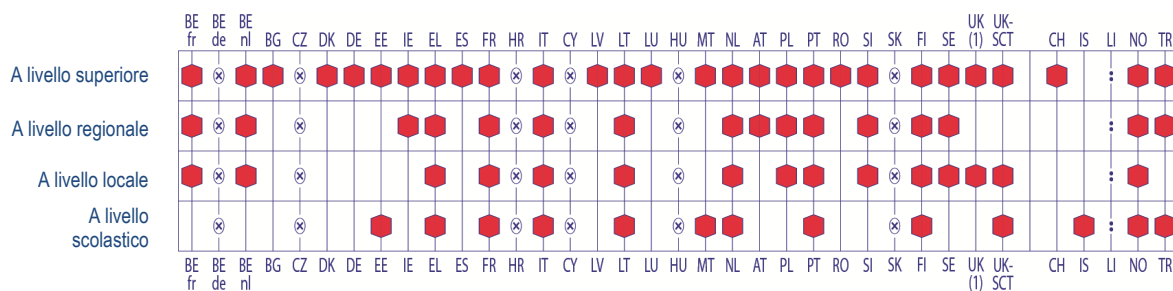 BE fr BE de BE nl BG CZ DK DE EE IE EL ES FR HR IT CY LV LT LU HU MT NL AT PL PT RO SI SK FI SE UK (1) UK-SCT CH IS LI NO TR
A livello superiore
A livello regionale
A livello locale
A livello
scolastico
BE fr BE de BE nl BG CZ DK DE EE IE EL ES FR HR IT CY LV LT LU HU MT NL AT PL PT RO SI SK FI SE UK (1) UK-SCT CH IS LI NO TR